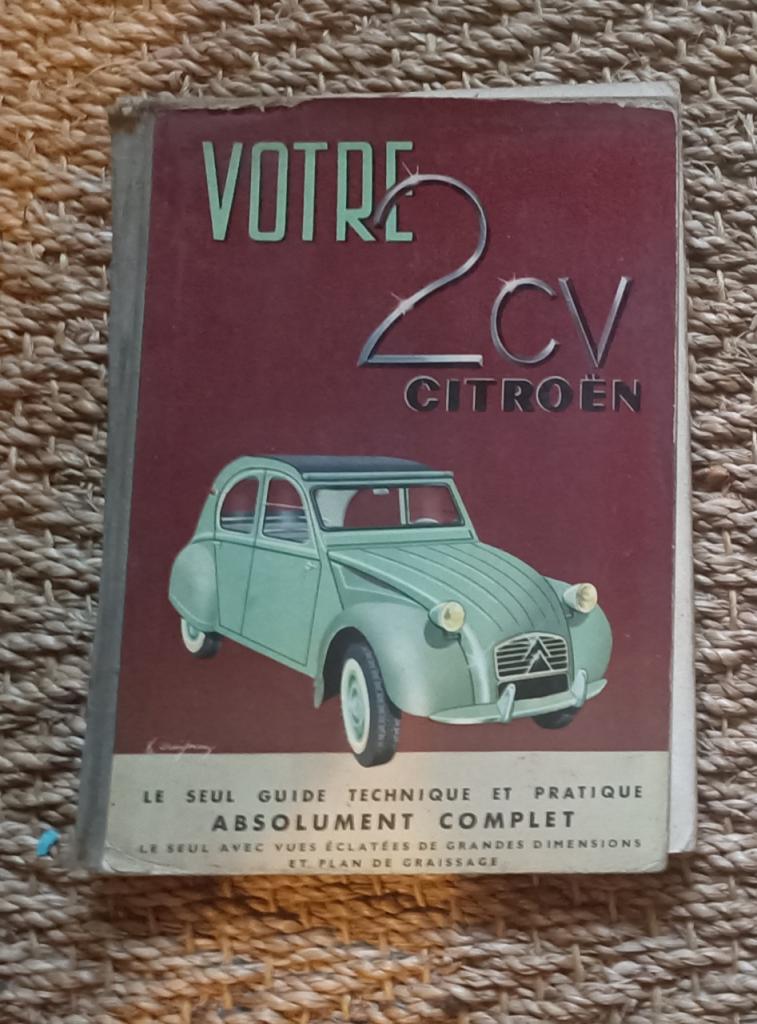 VOTRE
2CV
CITROËN
LE SEUL GUIDE TECHNIQUE ET PRATIQUE
ABSOLUMENT COMPLET
LE SEUL AVEC VUES ÉCLATÉES DE GRANDES DIMENSIONS
ET PLAN DE GRAISSAGE